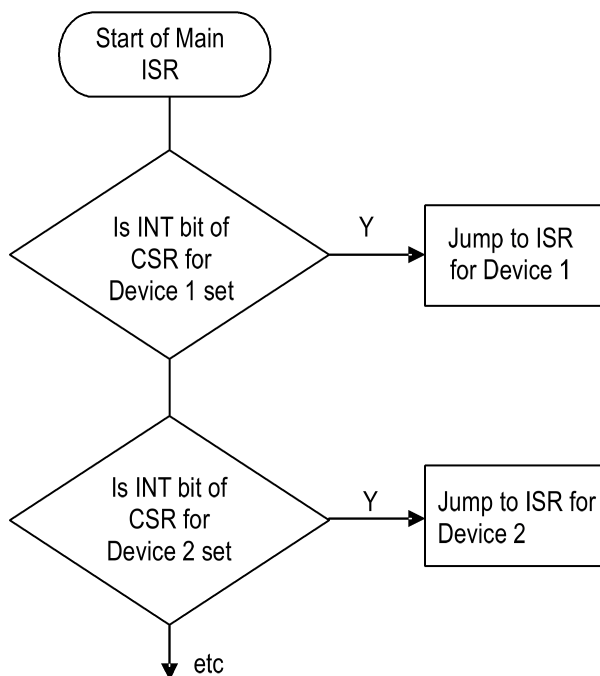 Start of Main
ISR
Is INT bit of
CSR for
Device 1 set
Y
Jump to ISR
for Device 1
Is INT bit of
CSR for
Device 2 set
Y
Jump to ISR for
Device 2
etc